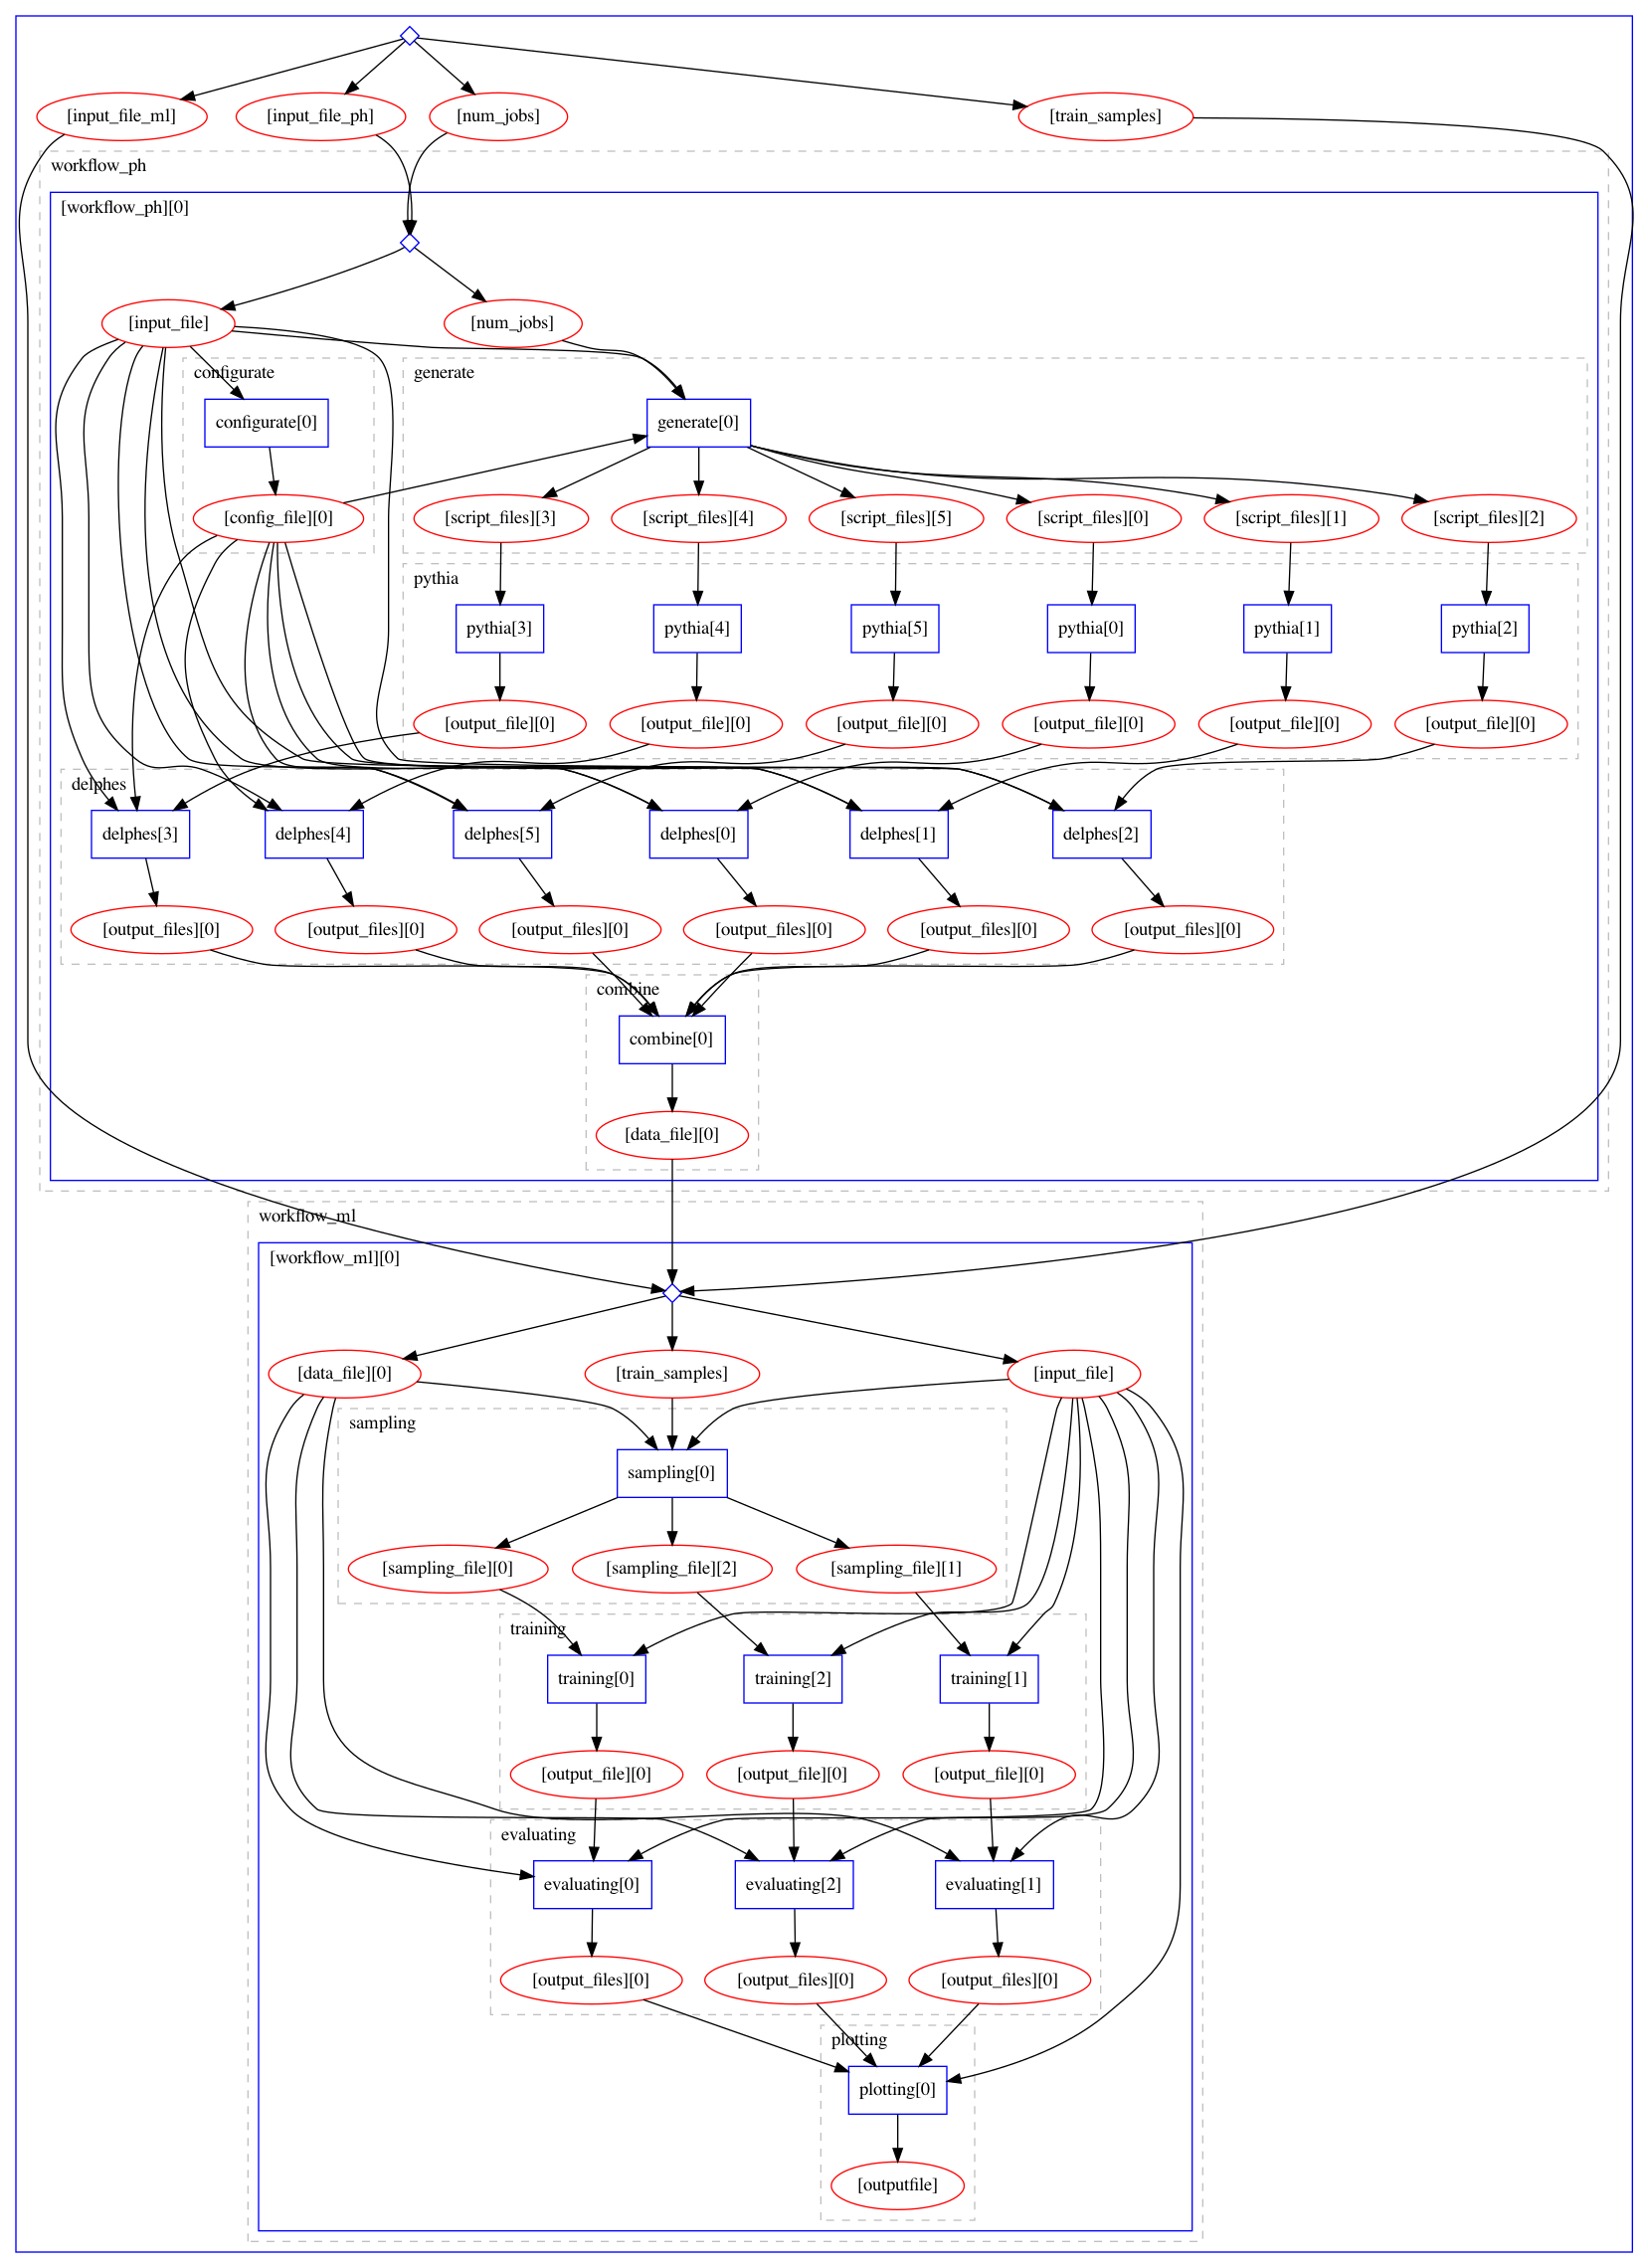 [input_file_ml]
[input_file_ph]
[num_jobs]
[train_samples]
workflow_ph
[workflow_ph][0]
[input_file]
[num_jobs]
configurate
generate
configurate[0]
generate[0]
[config_file][0]
[script_files][3]
[script_files][4]
[script_files][5]
[script_files][0]
[script_files][1]
[script_files][2]
pythia
pythia[3]
pythia[4]
pythia[5]
pythia[0]
pythia[1]
pythia[2]
[output_file][0]
[output_file][0]
[output_file][0]
[output_file][0]
[output_file][0]
[output_file][0]
delphes
delphes[3]
delphes[4]
delphes[5]
delphes[0]
delphes[1]
delphes[2]
[output_files][0]
[output_files][0]
[output_files][0]
[output_files][0]
[output_files][0]
[output_files][0]
combine
combine[0]
[data_file][0]
workflow_ml
[workflow_ml][0]
[data_file][0]
[train_samples]
[input_file]
sampling
sampling[0]
[sampling_file][0]
[sampling_file][2]
[sampling_file][1]
training
training[0]
training[2]
training[1]
[output_file][0]
[output_file][0]
[output_file][0]
evaluating
evaluating[0]
evaluating[2]
evaluating[1]
[output_files][0]
[output_files][0]
[output_files][0]
plotting
plotting[0]
[outputfile]